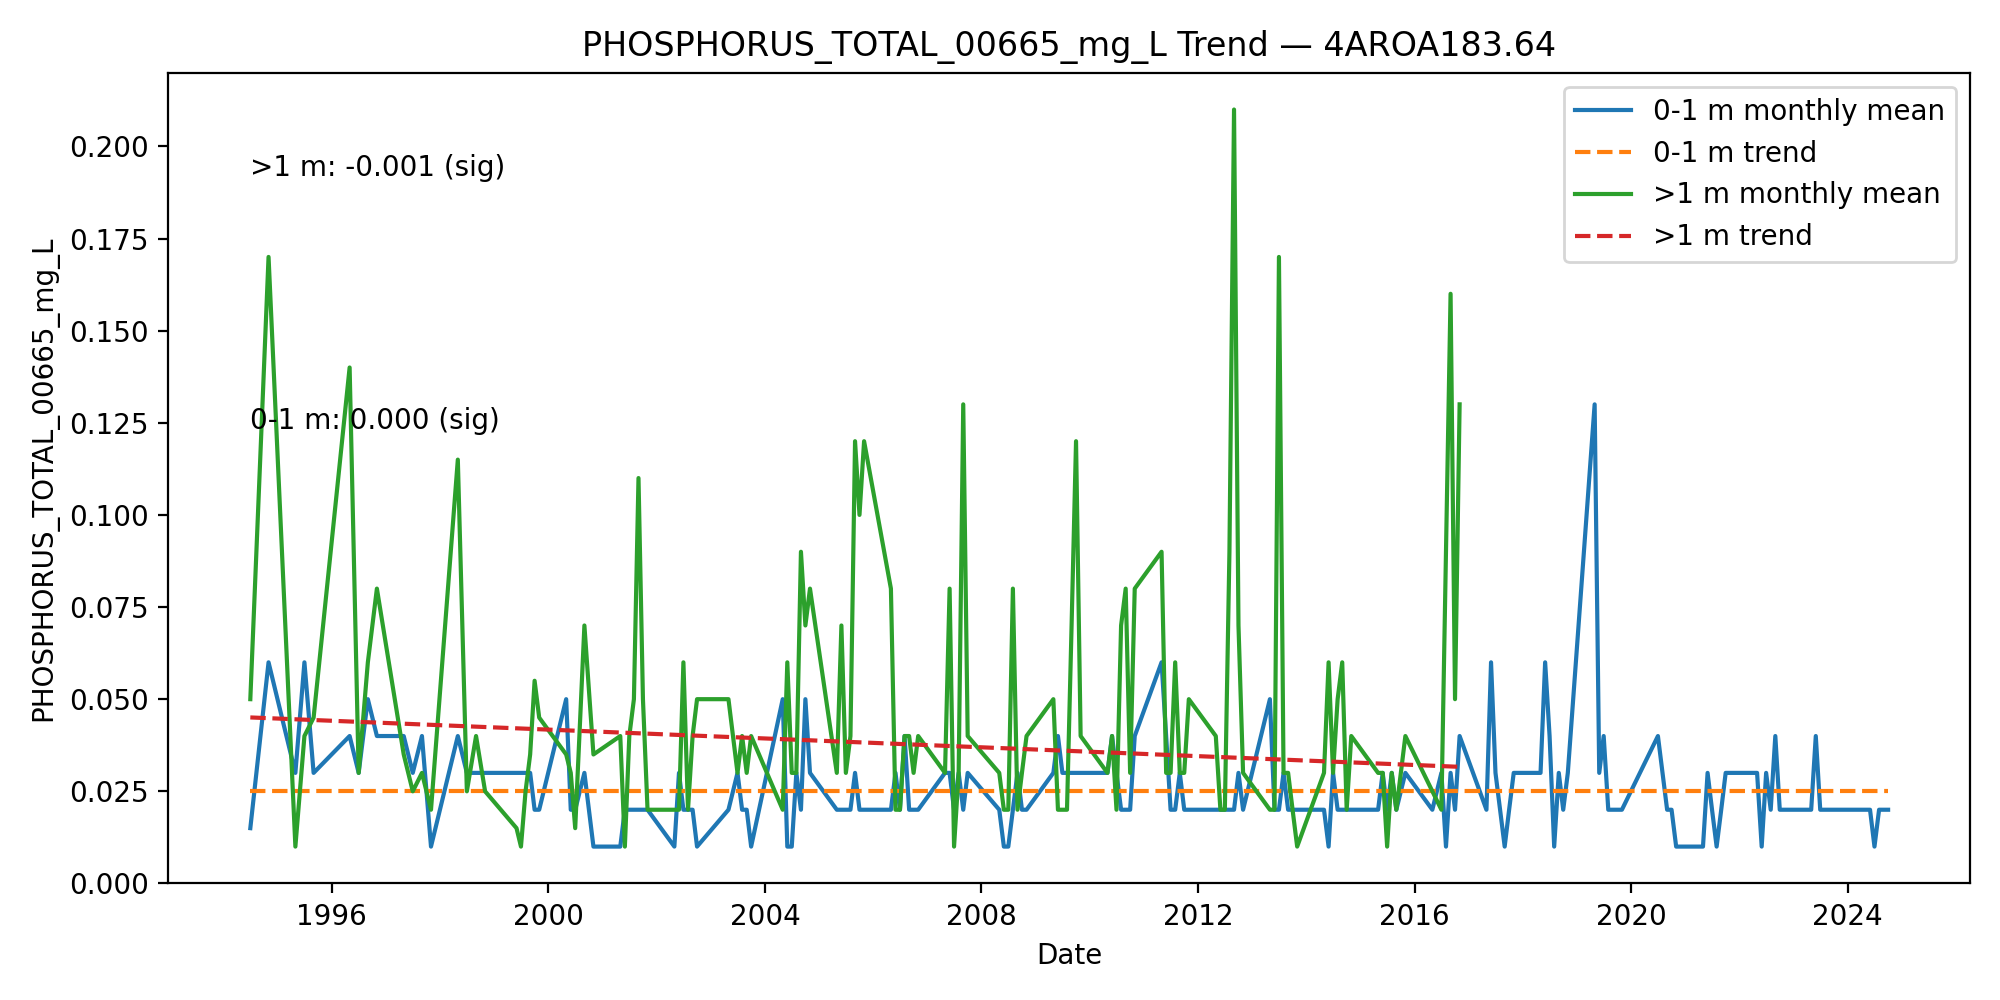 PHOSPHORUS_TOTAL_00665_mg_L Trend — 4AROA183.64
PHOSPHORUS_TOTAL_00665_mg_L
0.200
0.175
0.150
0.125
0.100
0.075
0.050
0.025
0.000
>1 m: -0.001 (sig)
0-1 m: 0.000 (sig)
0-1 m monthly mean
0-1 m trend
>1 m monthly mean
>1 m trend
1996 2000 2004 2008 2012 2016 2020 2024
Date